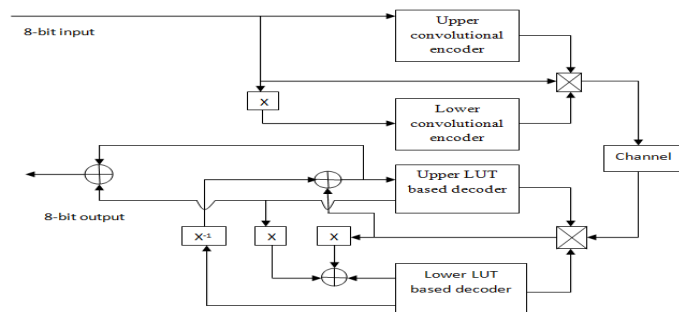 8-bit input
Upper
convolutional
encoder
X
Lower
convolutional
encoder
Channel
Upper LUT
based decoder
8-bit output
X-1
X
X
Lower LUT
based decoder